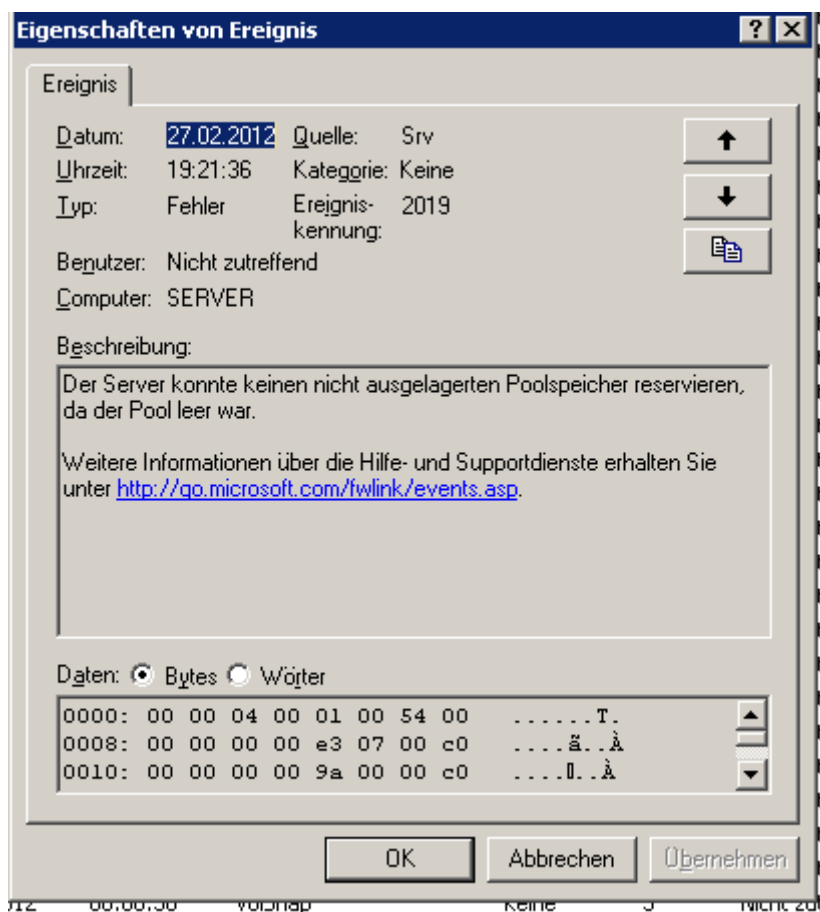 Eigenschaften von Ereignis
Ereignis
Datum: 27.02.2012 Quelle: Srv
Uhrzeit: 19:21:36 Kategorie: Keine
Typ: Fehler Ereignis- 2019
kennung:
Benutzer: Nicht zutreffend
Computer: SERVER
Beschreibung:
Der Server konnte keinen nicht ausgelagerten Poolspeicher reservieren,
da der Pool leer war.
Weitere Informationen über die Hilfe- und Supportdienste erhalten Sie
unter http://go.microsoft.com/fwlink/events.asp.
Daten: Bytes Wörter
0000: 00 00 04 00 01 00 54 00 ......T.
0008: 00 00 00 00 e3 07 00 c0 ....ã..À
0010: 00 00 00 00 9a 00 00 c0 ......À
OK Abbrechen Übernehmen